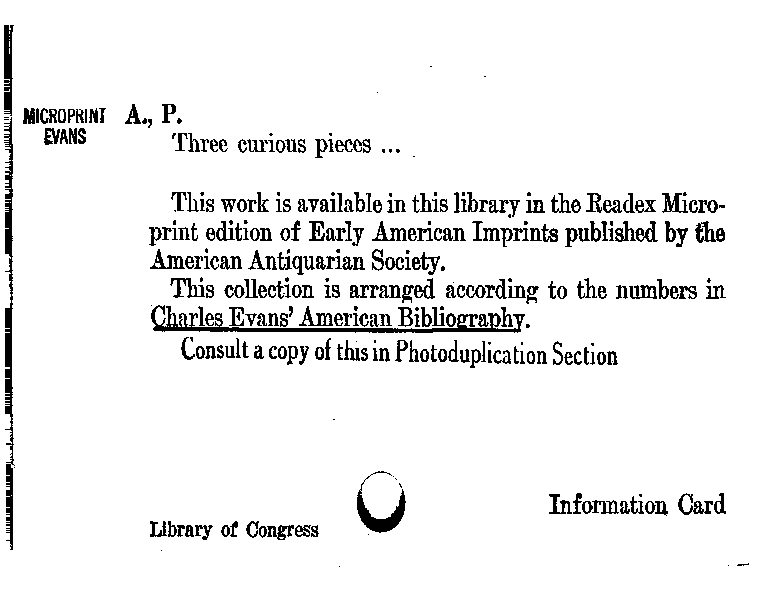 MICROPRINT A., P.
EVANS
Three curious pieces ...
This work is available in this library in the Readex Micro-
print edition of Early American Imprints published by the
American Antiquarian Society.
This collection is arranged according to the numbers in
Charles Evans' American Bibliography.
Consult a copy of this in Photoduplication Section
Information Card
Library of Congress